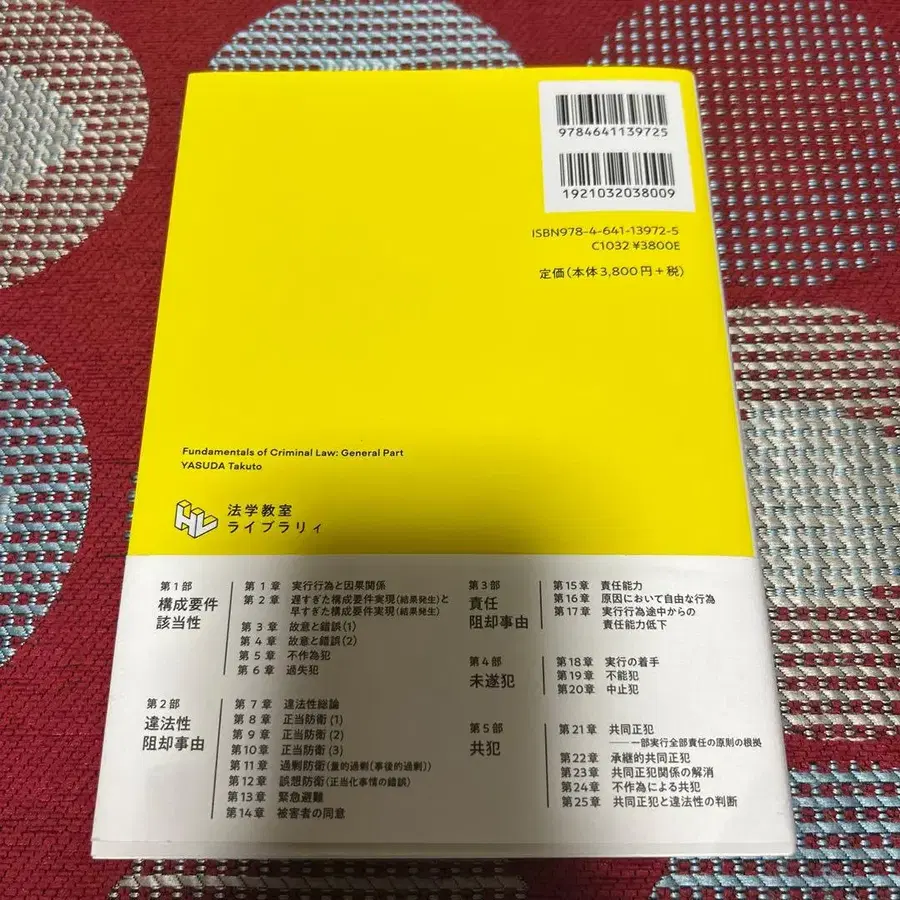 9784641139725
1921032038009
ISBN978-4-641-13972-5
C1032 ¥3800E
定価(本体3,800円+税)
Fundamentals of Criminal Law: General Part
YASUDA Takuto
HL
法学教室
ライブラリィ
第1部
構成要件
該当性
第1章 実行行為と因果関係
第2章 遅すぎた構成要件実現(結果発生)と
早すぎた構成要件実現(結果発生)
第3章 故意と錯誤(1)
第4章 故意と錯誤(2)
第5章 不作為犯
第6章 過失犯
第2部
違法性
阻却事由
第7章 違法性総論
第8章 正当防衛(1)
第9章 正当防衛(2)
第10章 正当防衛(3)
第11章 過剰防衛(量的過剰〔事後的過剰〕)
第12章 誤想防衛(正当化事情の錯誤)
第13章 緊急避難
第14章 被害者の同意
第3部
責任
阻却事由
第15章 責任能力
第16章 原因において自由な行為
第17章 実行行為途中からの
責任能力低下
第4部
未遂犯
第18章 実行の着手
第19章 不能犯
第20章 中止犯
第5部
共犯
第21章 共同正犯
——一部実行全部責任の原則の根拠
第22章 承継的共同正犯
第23章 共同正犯関係の解消
第24章 不作為による共犯
第25章 共同正犯と違法性の判断